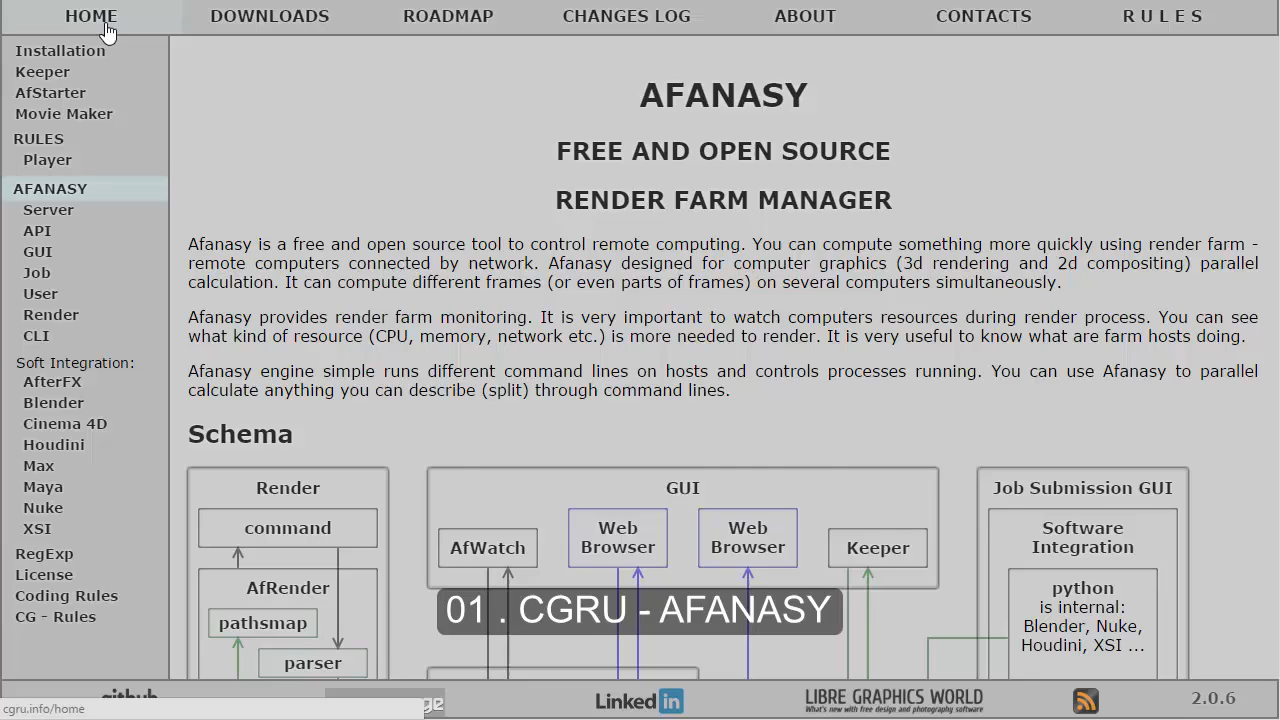 HOME DOWNLOADS ROADMAP CHANGES LOG ABOUT CONTACTS R U L E S
Installation
Keeper
AfStarter
Movie Maker
RULES
Player
AFANASY
Server
API
GUI
Job
User
Render
CLI
Soft Integration:
AfterFX
Blender
Cinema 4D
Houdini
Max
Maya
Nuke
XSI
RegExp
License
Coding Rules
CG - Rules
AFANASY
FREE AND OPEN SOURCE
RENDER FARM MANAGER
Afanasy is a free and open source tool to control remote computing. You can compute something more quickly using render farm -
remote computers connected by network. Afanasy designed for computer graphics (3d rendering and 2d compositing) parallel
calculation. It can compute different frames (or even parts of frames) on several computers simultaneously.
Afanasy provides render farm monitoring. It is very important to watch computers resources during render process. You can see
what kind of resource (CPU, memory, network etc.) is more needed to render. It is very useful to know what are farm hosts doing.
Afanasy engine simple runs different command lines on hosts and controls processes running. You can use Afanasy to parallel
calculate anything you can describe (split) through command lines.
Schema
Render
command
AfRender
pathsmap
parser
GUI
AfWatch
Web
Browser
Web
Browser
Keeper
Job Submission GUI
Software
Integration
python
is internal:
Blender, Nuke,
Houdini, XSI ...
01 . CGRU - AFANASY
github
Linked in
LIBRE GRAPHICS WORLD
What's new with free design and photography software
2.0.6
cgru.info/home